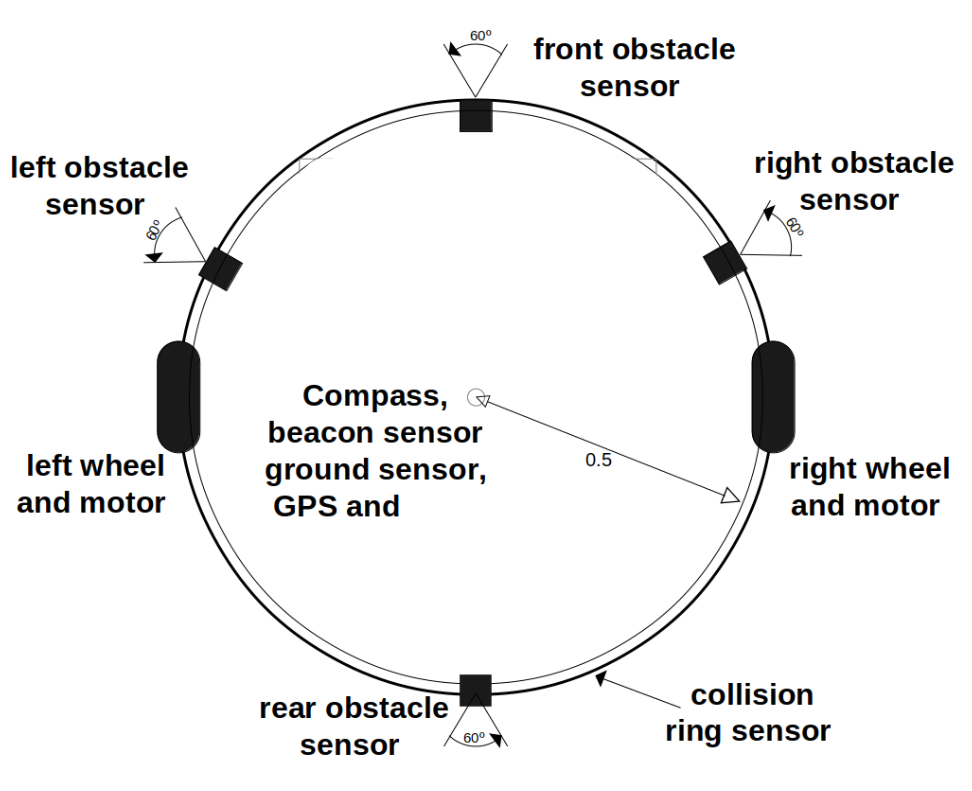 60º
front obstacle
sensor
left obstacle
sensor
60º
right obstacle
sensor
60º
Compass,
beacon sensor
ground sensor,
GPS and
0.5
left wheel
and motor
right wheel
and motor
rear obstacle
sensor
60º
collision
ring sensor